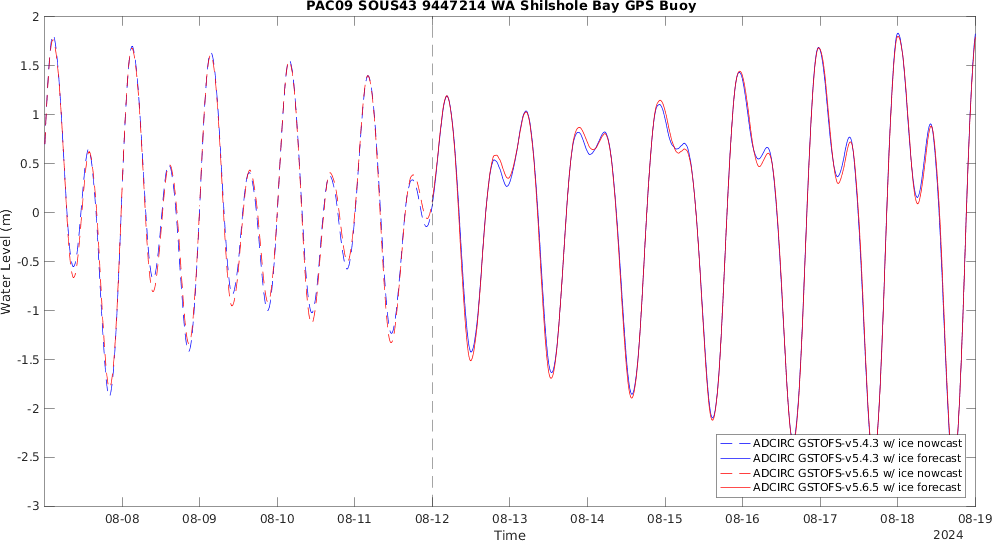 PAC09 SOUS43 9447214 WA Shilshole Bay GPS Buoy
2
1.5
1
0.5
0
-0.5
-1
-1.5
-2
-2.5
-3
Water Level (m)
ADCIRC GSTOFS-v5.4.3 w/ ice nowcast
ADCIRC GSTOFS-v5.4.3 w/ ice forecast
ADCIRC GSTOFS-v5.6.5 w/ ice nowcast
ADCIRC GSTOFS-v5.6.5 w/ ice forecast
08-08 08-09 08-10 08-11 08-12 08-13 08-14 08-15 08-16 08-17 08-18 08-19
Time
2024